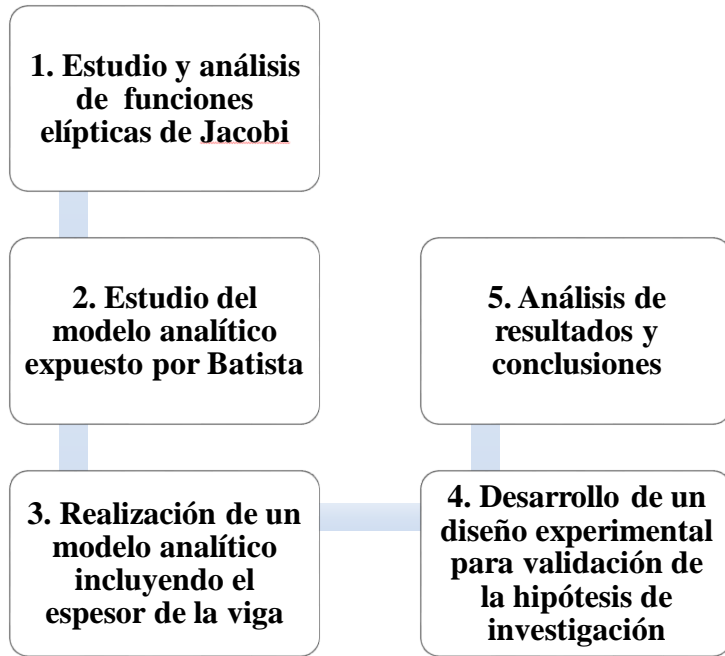 1. Estudio y análisis
de funciones
elípticas de Jacobi
2. Estudio del
modelo analítico
expuesto por Batista
3. Realización de un
modelo analítico
incluyendo el
espesor de la viga
4. Desarrollo de un
diseño experimental
para validación de
la hipótesis de
investigación
5. Análisis de
resultados y
conclusiones